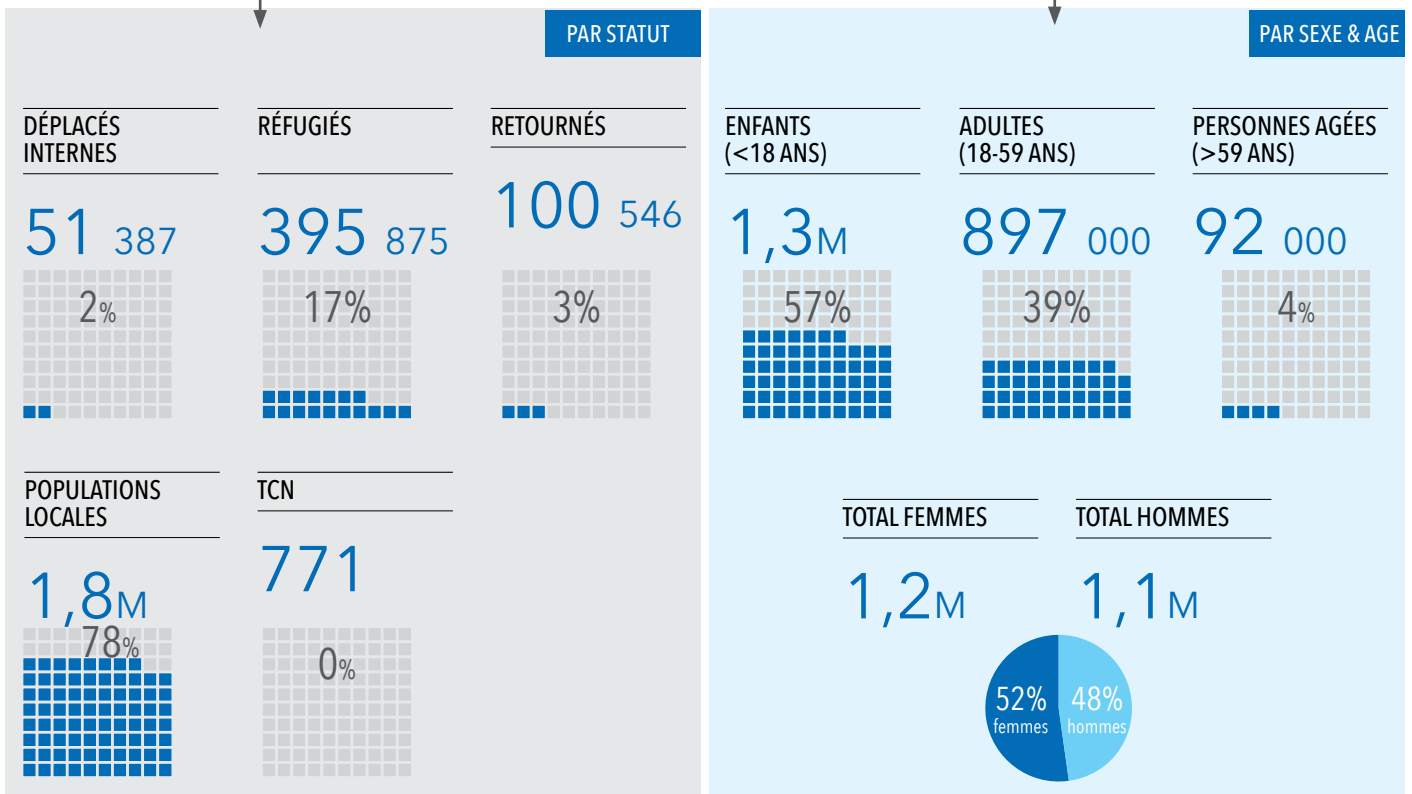 PAR STATUT
DÉPLACÉS
INTERNES
51 387
2%
RÉFUGIÉS
395 875
17%
RETOURNÉS
100 546
3%
POPULATIONS
LOCALES
1,8M
78%
TCN
771
0%
PAR SEXE & AGE
ENFANTS
(<18 ANS)
1,3M
57%
ADULTES
(18-59 ANS)
897 000
39%
PERSONNES AGÉES
(>59 ANS)
92 000
4%
TOTAL FEMMES
1,2M
TOTAL HOMMES
1,1M
52%
femmes
48%
hommes